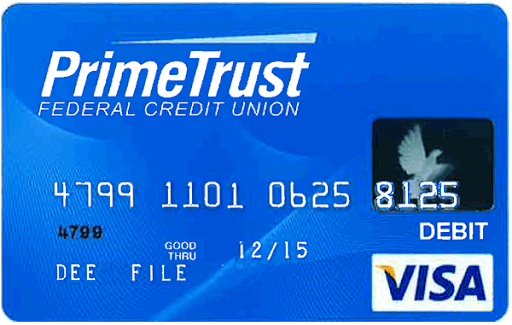 PrimeTrust
FEDERAL CREDIT UNION
4799 1101 0625 8125
4799
DEBIT
GOOD THRU 12/15
DEE FILE
VISA